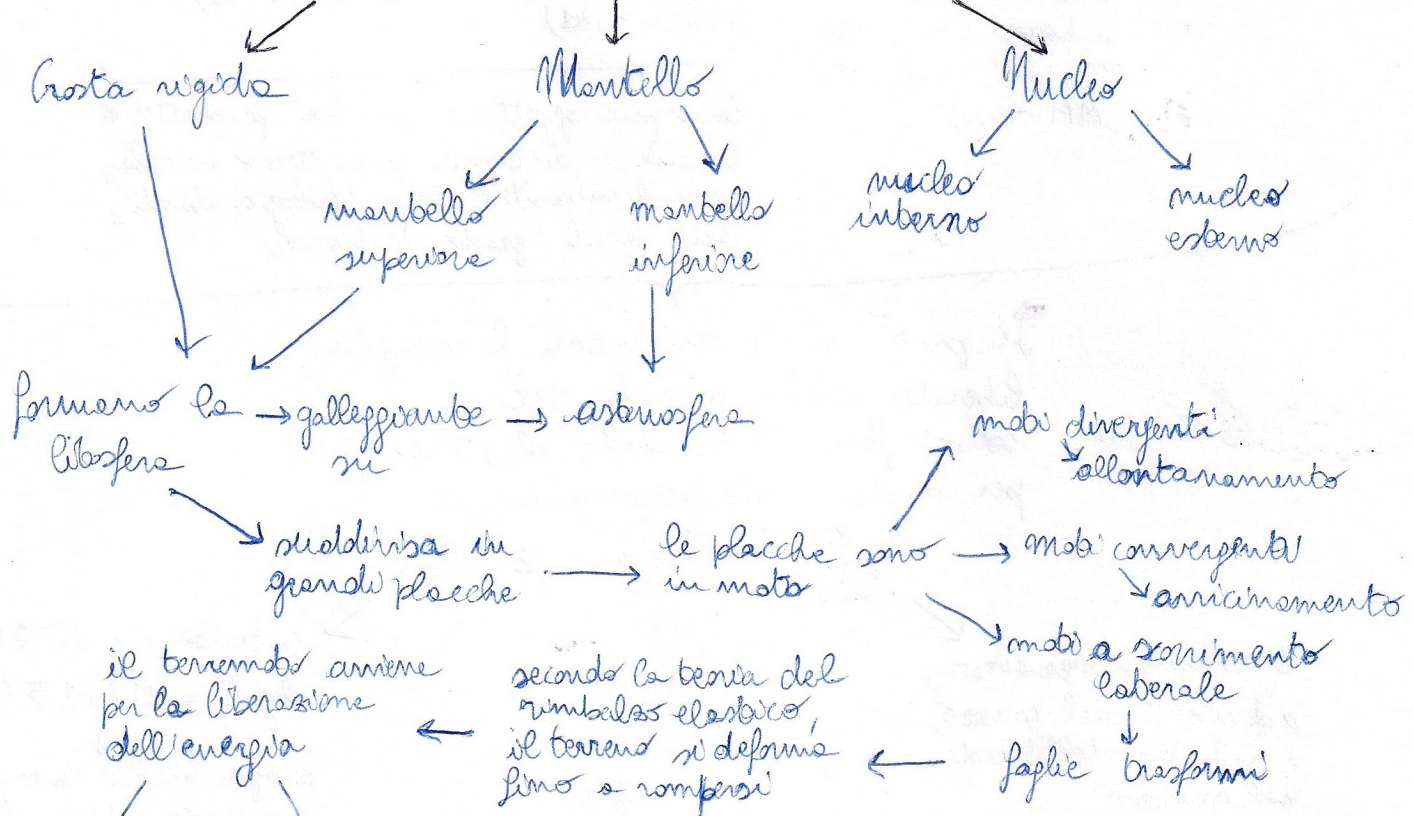 Crosta rigida
Mantello
Nucleo
mantello
superiore
mantello
inferiore
nucleo
interno
nucleo
esterno
formano la
litosfera
galleggiante
su
astenosfera
moti divergenti
allontanamento
suddivisa in
grandi placche
le placche sono
in moto
moti convergenti
avvicinamento
moti a scorrimento
laterale
faglie trasformi
secondo la teoria del
rimbalzo elastico,
il terreno si deforma
fino a rompersi
il terremoto avviene
per la liberazione
dell'energia